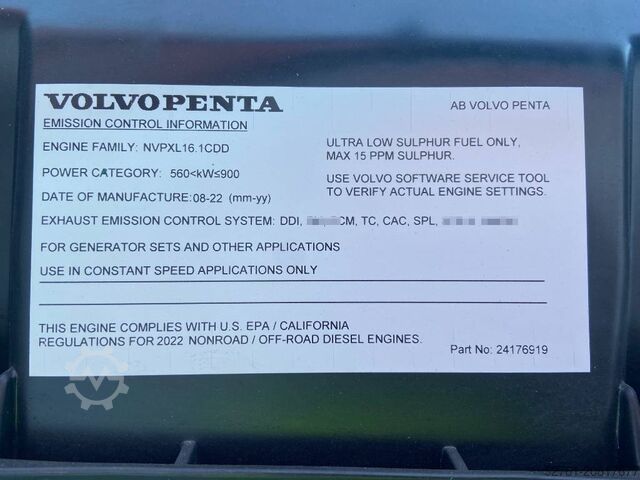 VOLVO PENTA
AB VOLVO PENTA
EMISSION CONTROL INFORMATION
ENGINE FAMILY: NVPXL16.1CDD
ULTRA LOW SULPHUR FUEL ONLY,
MAX 15 PPM SULPHUR.
POWER CATEGORY: 560<kW≤900
USE VOLVO SOFTWARE SERVICE TOOL
TO VERIFY ACTUAL ENGINE SETTINGS.
DATE OF MANUFACTURE: 08-22 (mm-yy)
EXHAUST EMISSION CONTROL SYSTEM: DDI, TC, CAC, SPL,
FOR GENERATOR SETS AND OTHER APPLICATIONS
USE IN CONSTANT SPEED APPLICATIONS ONLY
THIS ENGINE COMPLIES WITH U.S. EPA / CALIFORNIA
REGULATIONS FOR 2022 NONROAD / OFF-ROAD DIESEL ENGINES.
Part No: 24176919